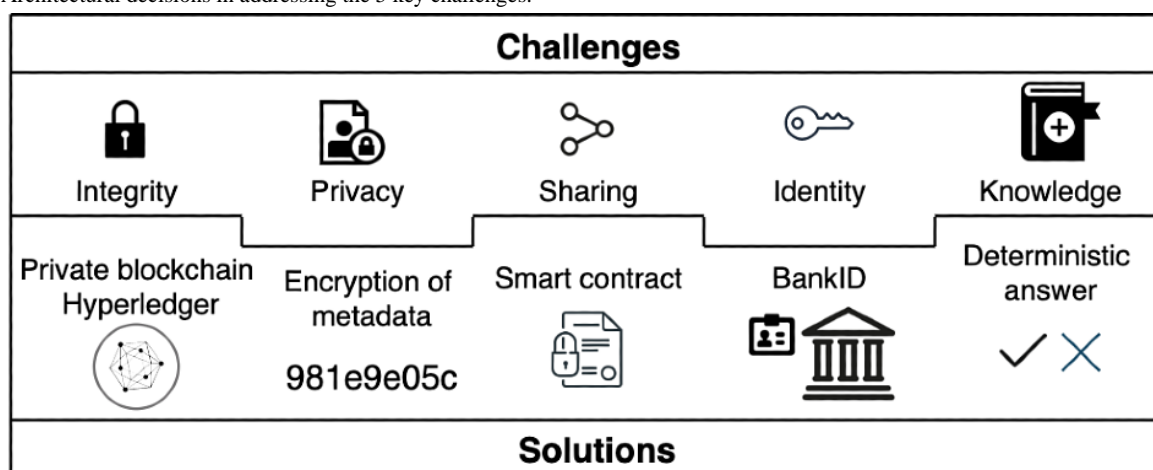 Architectural decisions in addressing the 5 key challenges.
Challenges
Integrity
Privacy
Sharing
Identity
Knowledge
Private blockchain
Hyperledger
Encryption of
metadata
981e9e05c
Smart contract
BankID
Deterministic
answer
Solutions